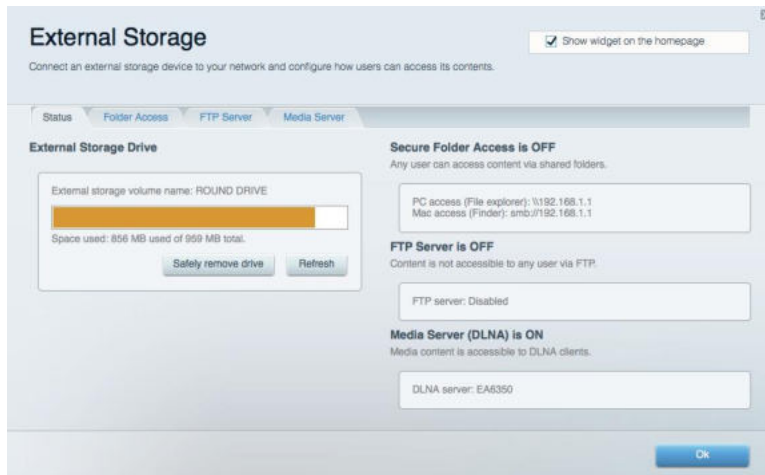 External Storage
Show widget on the homepage
Connect an external storage device to your network and configure how users can access its contents.
Status
Folder Access
FTP Server
Media Server
External Storage Drive
External storage volume name: ROUND DRIVE
Space used: 856 MB used of 959 MB total.
Safely remove drive
Refresh
Secure Folder Access is OFF
Any user can access content via shared folders.
PC access (File explorer): \\192.168.1.1
Mac access (Finder): smb://192.168.1.1
FTP Server is OFF
Content is not accessible to any user via FTP.
FTP server: Disabled
Media Server (DLNA) is ON
Media content is accessible to DLNA clients.
DLNA server: EA6350
Ok